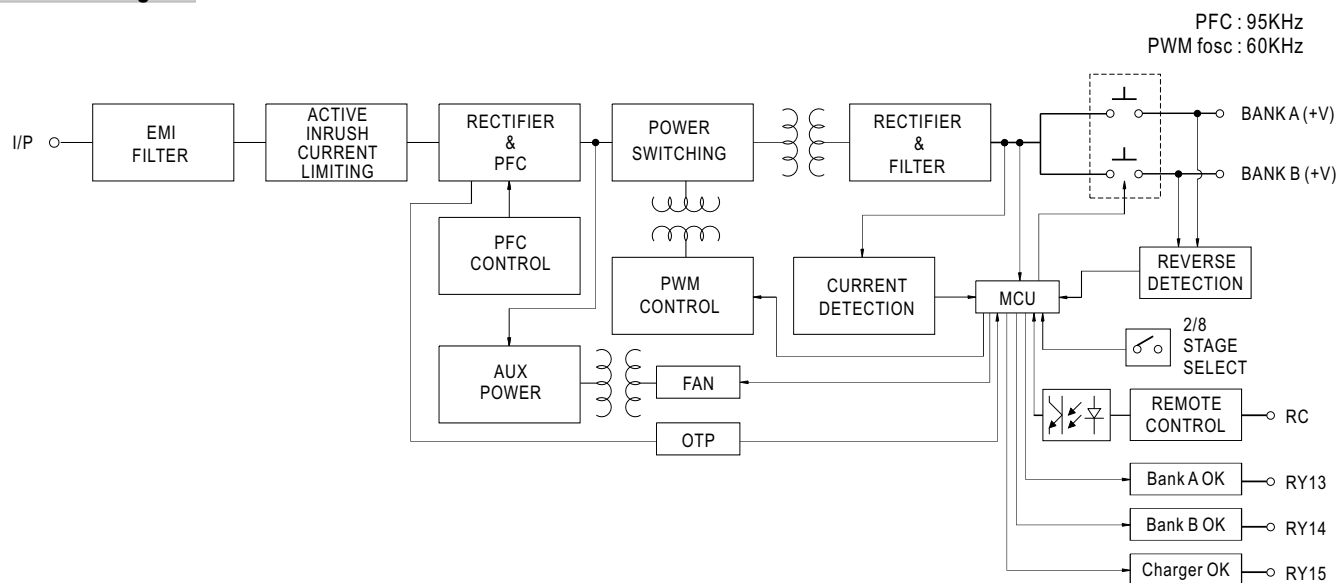 PFC : 95KHz
PWM fosc : 60KHz
I/P
EMI
FILTER
ACTIVE
INRUSH
CURRENT
LIMITING
RECTIFIER
&
PFC
POWER
SWITCHING
RECTIFIER
&
FILTER
BANK A (+V)
BANK B (+V)
PFC
CONTROL
PWM
CONTROL
CURRENT
DETECTION
MCU
REVERSE
DETECTION
2/8
STAGE
SELECT
AUX
POWER
FAN
OTP
REMOTE
CONTROL
RC
Bank A OK
RY13
Bank B OK
RY14
Charger OK
RY15